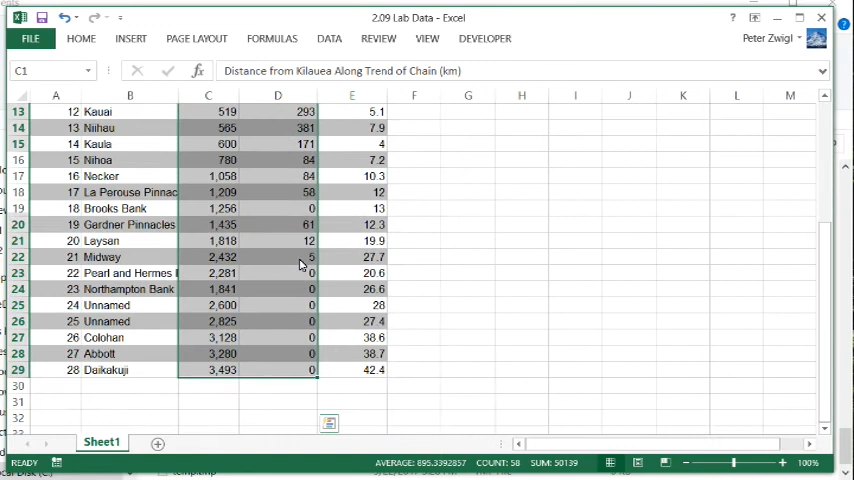 2.09 Lab Data - Excel
FILE HOME INSERT PAGE LAYOUT FORMULAS DATA REVIEW VIEW DEVELOPER Peter Zwigl
C1 fx Distance from Kilauea Along Trend of Chain (km)
A B C D E F G H I J K L M
13 12 Kauai 519 293 5.1
14 13 Niihau 565 381 7.9
15 14 Kaula 600 171 4
16 15 Nihoa 780 84 7.2
17 16 Necker 1,058 84 10.3
18 17 La Perouse Pinnac 1,209 58 12
19 18 Brooks Bank 1,256 0 13
20 19 Gardner Pinnacles 1,435 61 12.3
21 20 Laysan 1,818 12 19.9
22 21 Midway 2,432 5 27.7
23 22 Pearl and Hermes 2,281 0 20.6
24 23 Northampton Bank 1,841 0 26.6
25 24 Unnamed 2,600 0 28
26 25 Unnamed 2,825 0 27.4
27 26 Colohan 3,128 0 38.6
28 27 Abbott 3,280 0 38.7
29 28 Daikakuji 3,493 0 42.4
30
31
32
Sheet1
READY AVERAGE: 895.3392857 COUNT: 58 SUM: 50139 100%